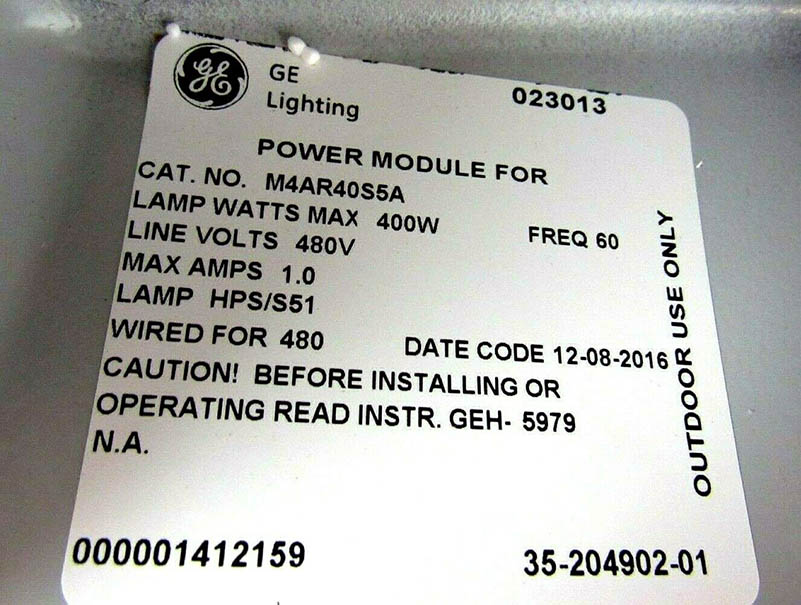 GE
GE
Lighting
023013
POWER MODULE FOR
CAT. NO. M4AR40S5A
LAMP WATTS MAX 400W
FREQ 60
LINE VOLTS 480V
MAX AMPS 1.0
LAMP HPS/S51
WIRED FOR 480
DATE CODE 12-08-2016
CAUTION! BEFORE INSTALLING OR
OPERATING READ INSTR. GEH- 5979
N.A.
OUTDOOR USE ONLY
000001412159
35-204902-01